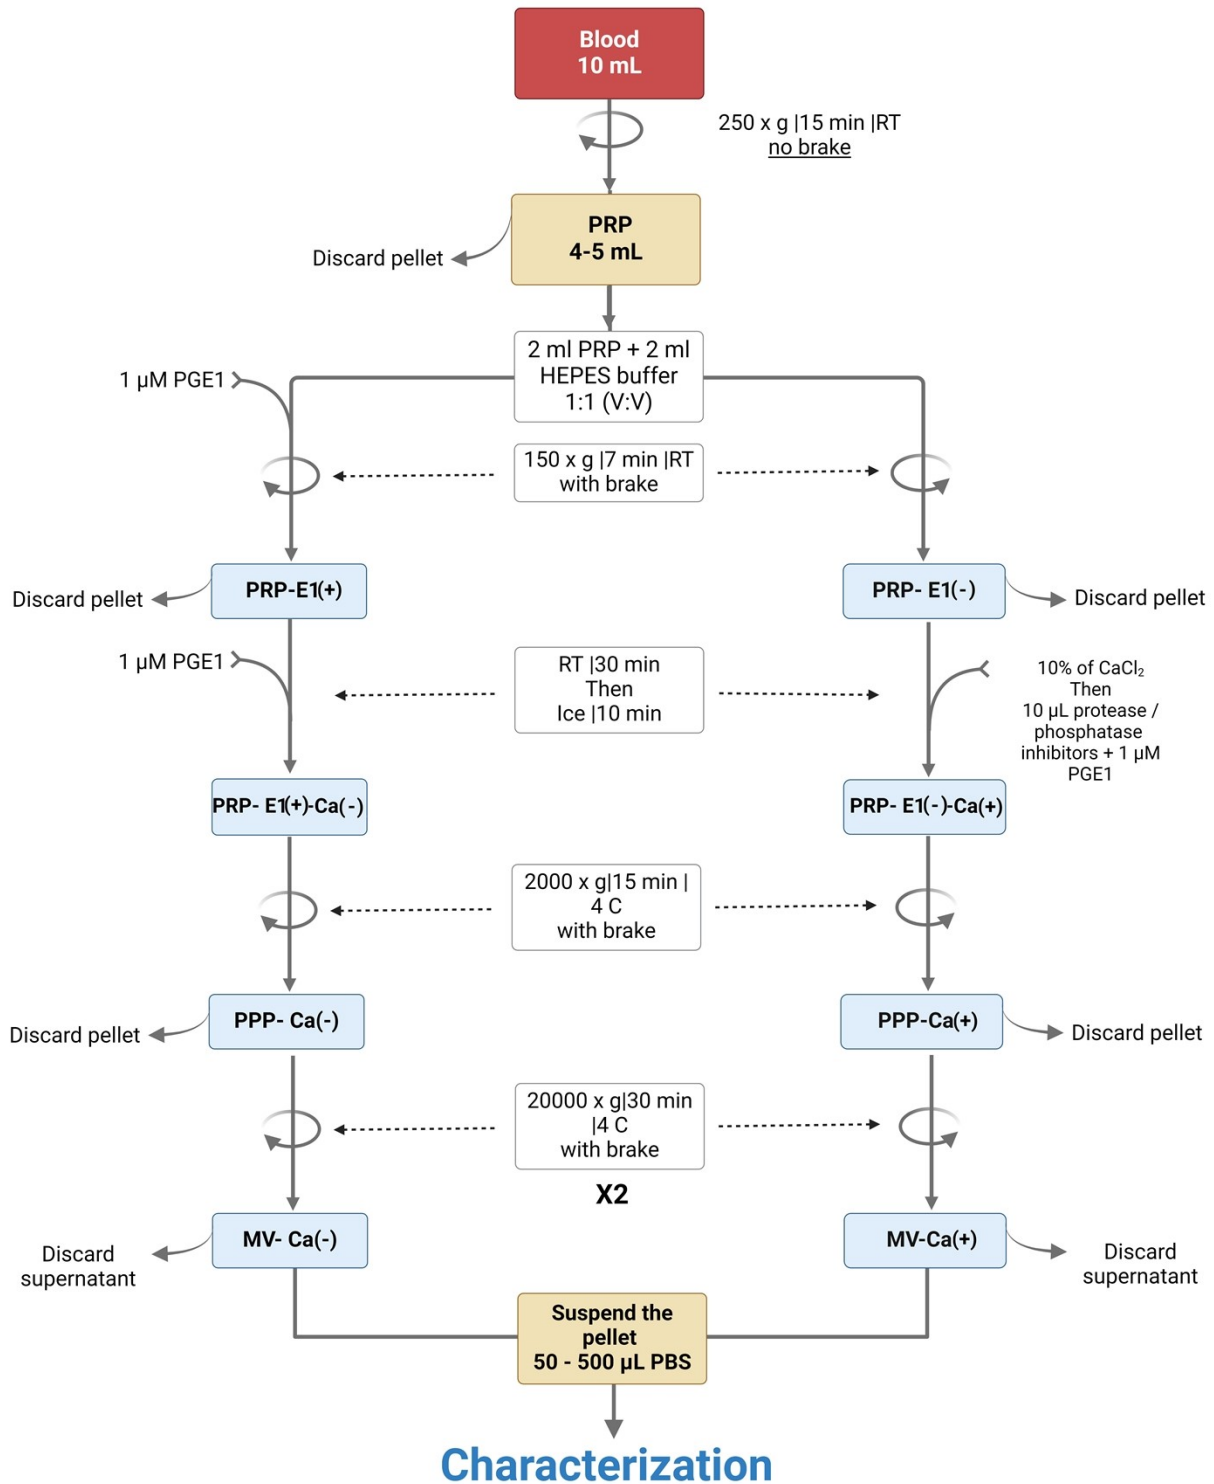 Blood
10 mL
250 x g |15 min |RT
no brake
PRP
4-5 mL
Discard pellet
2 ml PRP + 2 ml
HEPES buffer
1:1 (V:V)
1 µM PGE1
150 x g |7 min |RT
with brake
PRP-E1(+)
PRP- E1(-)
Discard pellet
Discard pellet
1 µM PGE1
RT |30 min
Then
Ice |10 min
10% of CaCl₂
Then
10 µL protease /
phosphatase
inhibitors + 1 µM
PGE1
PRP- E1(+)-Ca(-)
PRP- E1(-)-Ca(+)
2000 x g|15 min |
4 C
with brake
PPP- Ca(-)
PPP-Ca(+)
Discard pellet
Discard pellet
20000 x g|30 min
|4 C
with brake
X2
MV- Ca(-)
MV-Ca(+)
Discard
supernatant
Discard
supernatant
Suspend the
pellet
50 - 500 µL PBS
Characterization